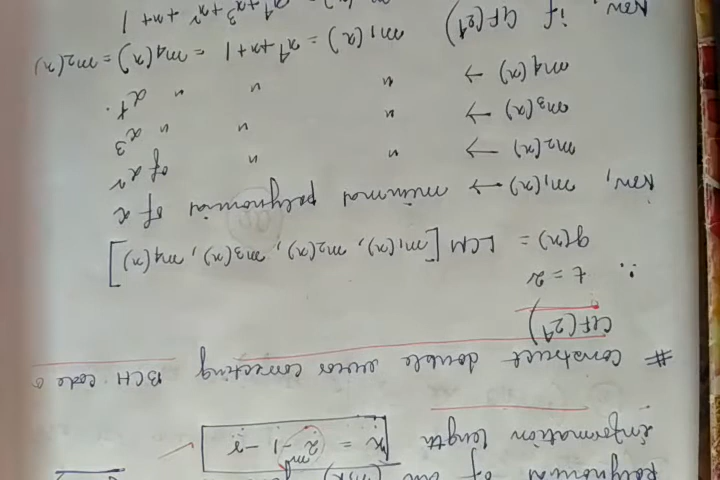 polynomial of an (n,k)
information length k = 2^m - 1 - r
# Construct double error correcting BCH code o
GF(2^4)
∴ t = 2
g(x) = LCM [m1(x), m2(x), m3(x), m4(x)]
Now, m1(x) → minimal polynomial of α
m2(x) → " " of α^2
m3(x) → " " " α^3
m4(x) → " " " α^4.
Now, if GF(2^4) m1(x) = x^4+x+1 = m4(x) = m2(x)
x^4+x^3+x^2+x+1